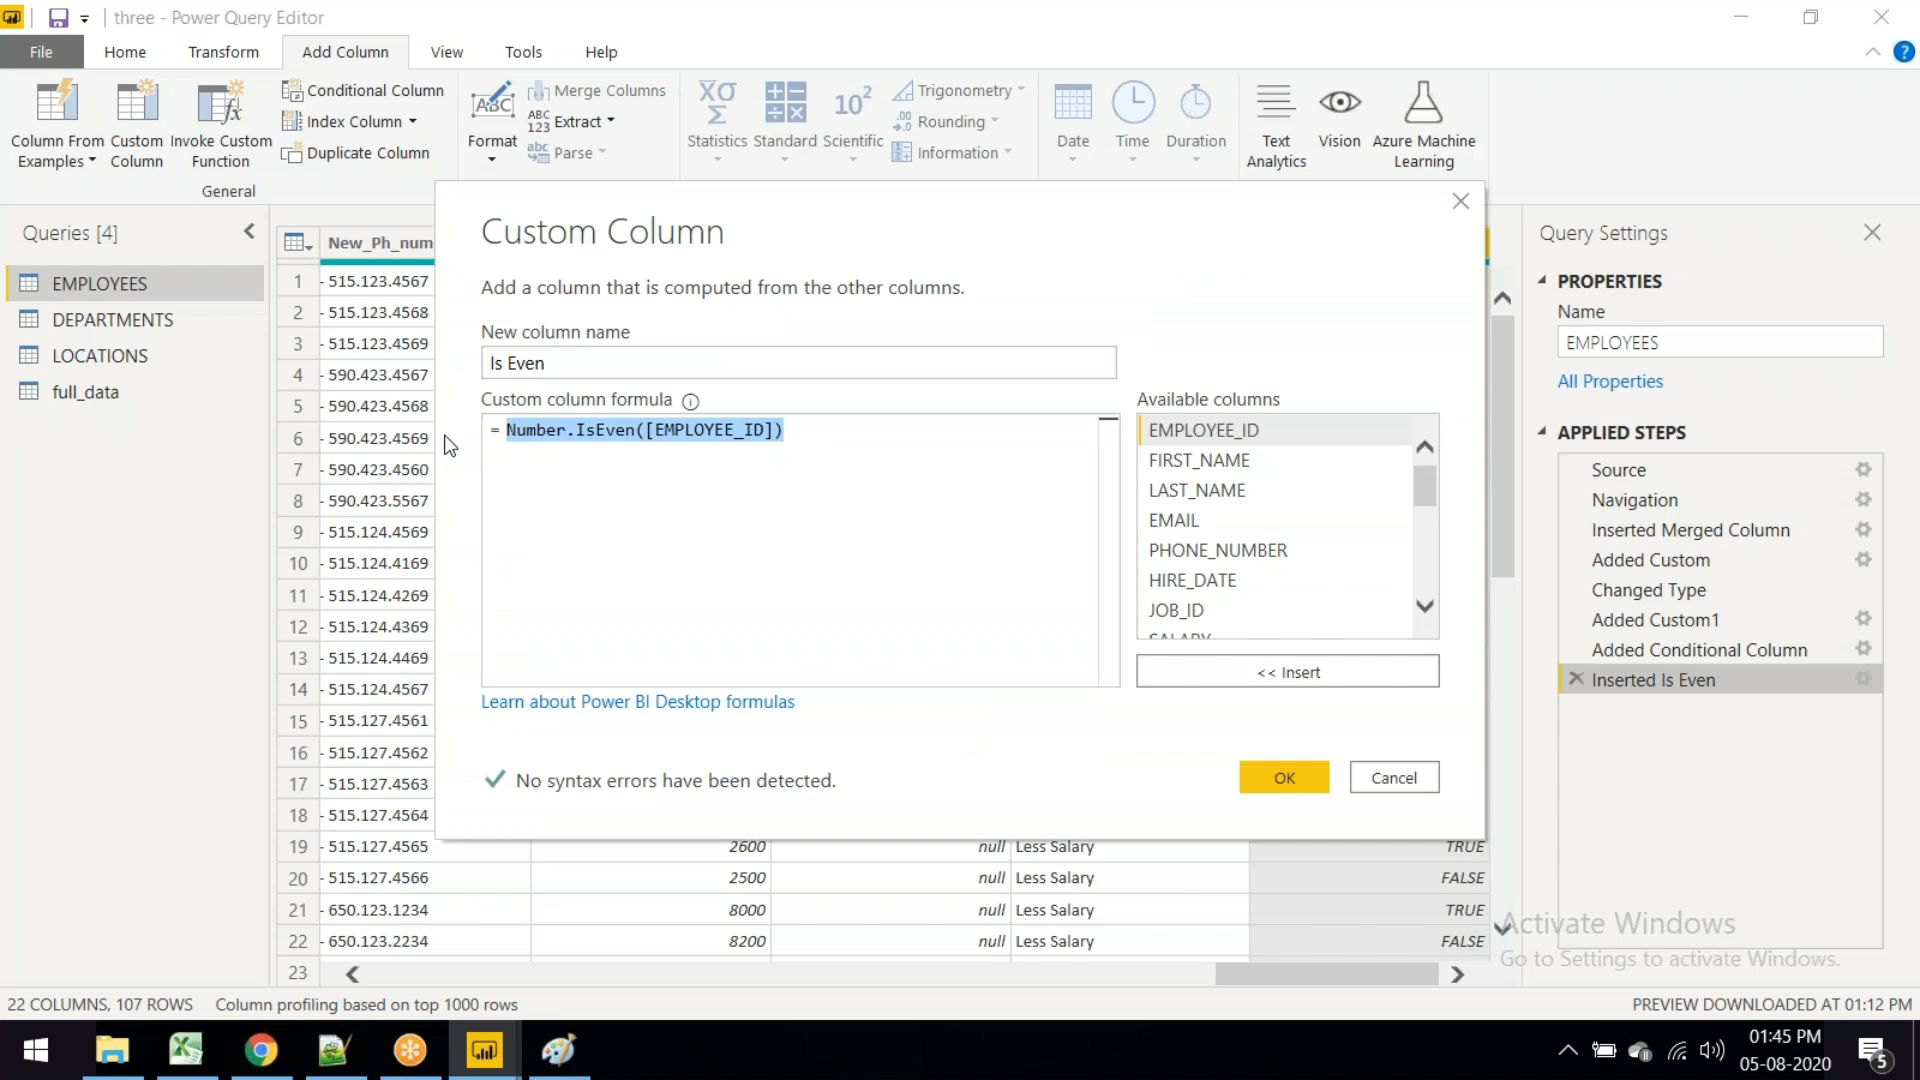 three - Power Query Editor
File
Home
Transform
Add Column
View
Tools
Help
?
Column From
Examples
Custom
Column
Invoke Custom
Function
Conditional Column
Index Column
Duplicate Column
General
Format
ABC
Merge Columns
ABC
123
Extract
abc
Parse
Statistics
Standard
10²
Scientific
Trigonometry
Rounding
Information
Date
Time
Duration
Text
Analytics
Vision
Azure Machine
Learning
Queries [4]
EMPLOYEES
DEPARTMENTS
LOCATIONS
full_data
New_Ph_num
1 - 515.123.4567
2 - 515.123.4568
3 - 515.123.4569
4 - 590.423.4567
5 - 590.423.4568
6 - 590.423.4569
7 - 590.423.4560
8 - 590.423.5567
9 - 515.124.4569
10 - 515.124.4169
11 - 515.124.4269
12 - 515.124.4369
13 - 515.124.4469
14 - 515.124.4567
15 - 515.127.4561
16 - 515.127.4562
17 - 515.127.4563
18 - 515.127.4564
19 - 515.127.4565 2600 null Less Salary TRUE
20 - 515.127.4566 2500 null Less Salary FALSE
21 - 650.123.1234 8000 null Less Salary TRUE
22 - 650.123.2234 8200 null Less Salary FALSE
23
Custom Column
Add a column that is computed from the other columns.
New column name
Is Even
Custom column formula
= Number.IsEven([EMPLOYEE_ID])
Available columns
EMPLOYEE_ID
FIRST_NAME
LAST_NAME
EMAIL
PHONE_NUMBER
HIRE_DATE
JOB_ID
SALARY
<< Insert
Learn about Power BI Desktop formulas
No syntax errors have been detected.
OK
Cancel
Query Settings
PROPERTIES
Name
EMPLOYEES
All Properties
APPLIED STEPS
Source
Navigation
Inserted Merged Column
Added Custom
Changed Type
Added Custom1
Added Conditional Column
Inserted Is Even
Activate Windows
Go to Settings to activate Windows.
22 COLUMNS, 107 ROWS
Column profiling based on top 1000 rows
PREVIEW DOWNLOADED AT 01:12 PM
01:45 PM
05-08-2020
5